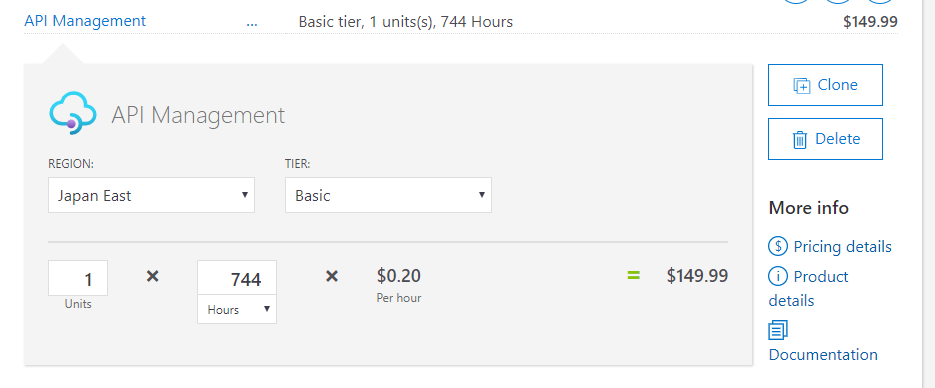 API Management ... Basic tier, 1 units(s), 744 Hours $149.99
API Management
REGION: TIER:
Japan East Basic
1 × 744 × $0.20 = $149.99
Units Hours Per hour
Clone
Delete
More info
Pricing details
Product
details
Documentation